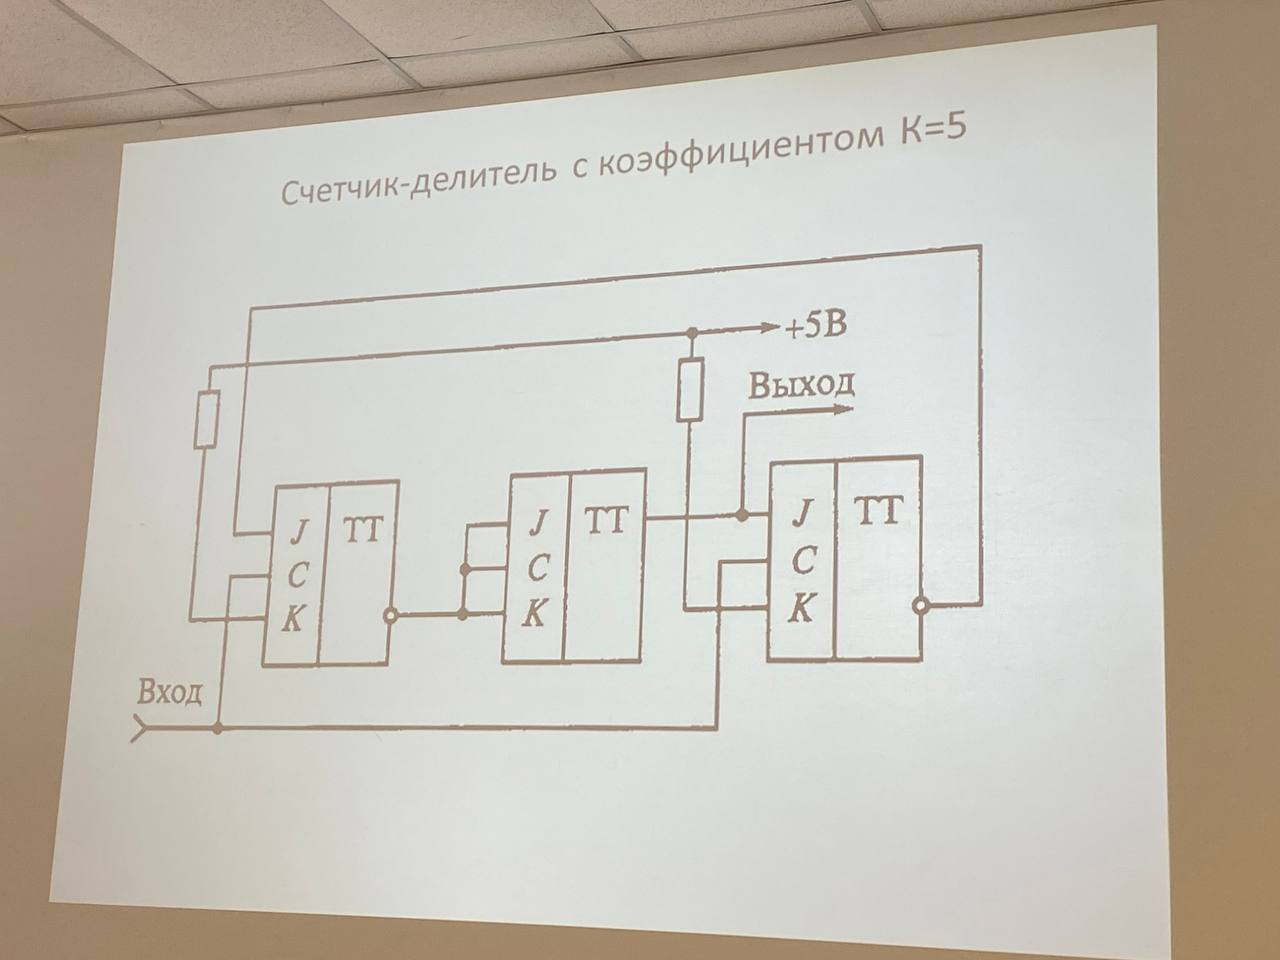 Счетчик-делитель с коэффициентом К=5
+5В
Выход
J TT
C
K
J TT
C
K
J TT
C
K
Вход